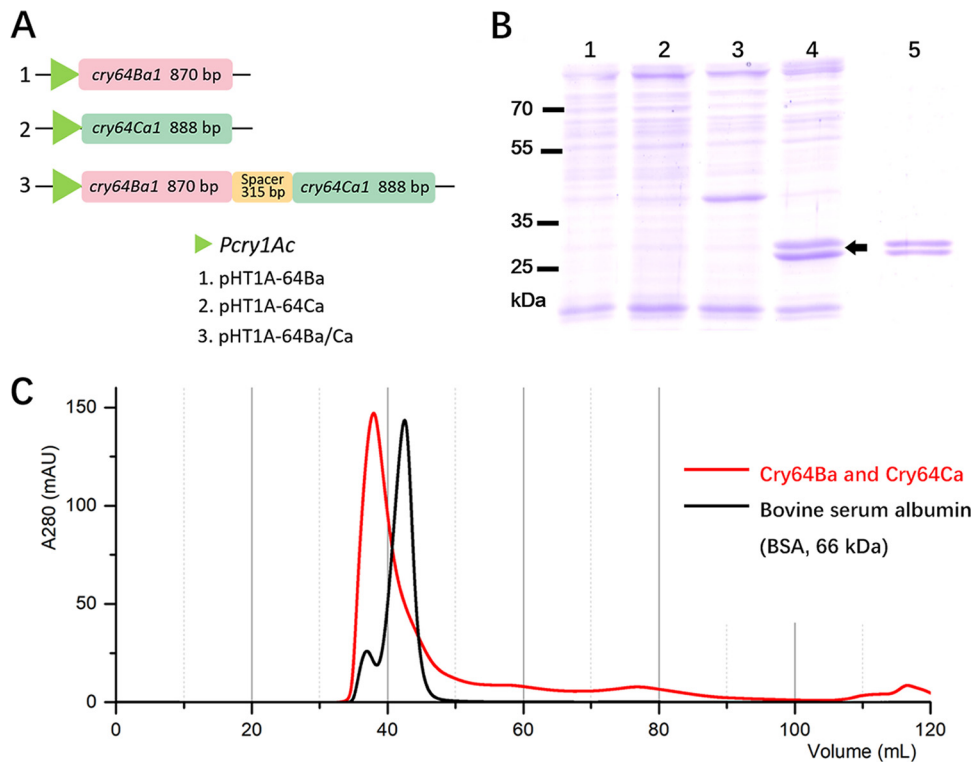 A
1 cry64Ba1 870 bp
2 cry64Ca1 888 bp
3 cry64Ba1 870 bp Spacer 315 bp cry64Ca1 888 bp
Pcry1Ac
1. pHT1A-64Ba
2. pHT1A-64Ca
3. pHT1A-64Ba/Ca
B
1 2 3 4 5
70
55
35
25
kDa
C
A280 (mAU)
150
100
50
0
0 20 40 60 80 100 120
Volume (mL)
Cry64Ba and Cry64Ca
Bovine serum albumin
(BSA, 66 kDa)